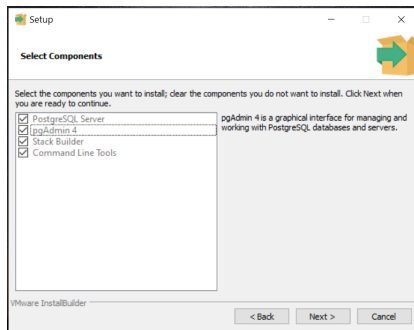 Setup
Select Components
Select the components you want to install; clear the components you do not want to install. Click Next when
you are ready to continue.
PostgreSQL Server
pgAdmin 4
Stack Builder
Command Line Tools
pgAdmin 4 is a graphical interface for managing and
working with PostgreSQL databases and servers.
VMware InstallBuilder
< Back
Next >
Cancel